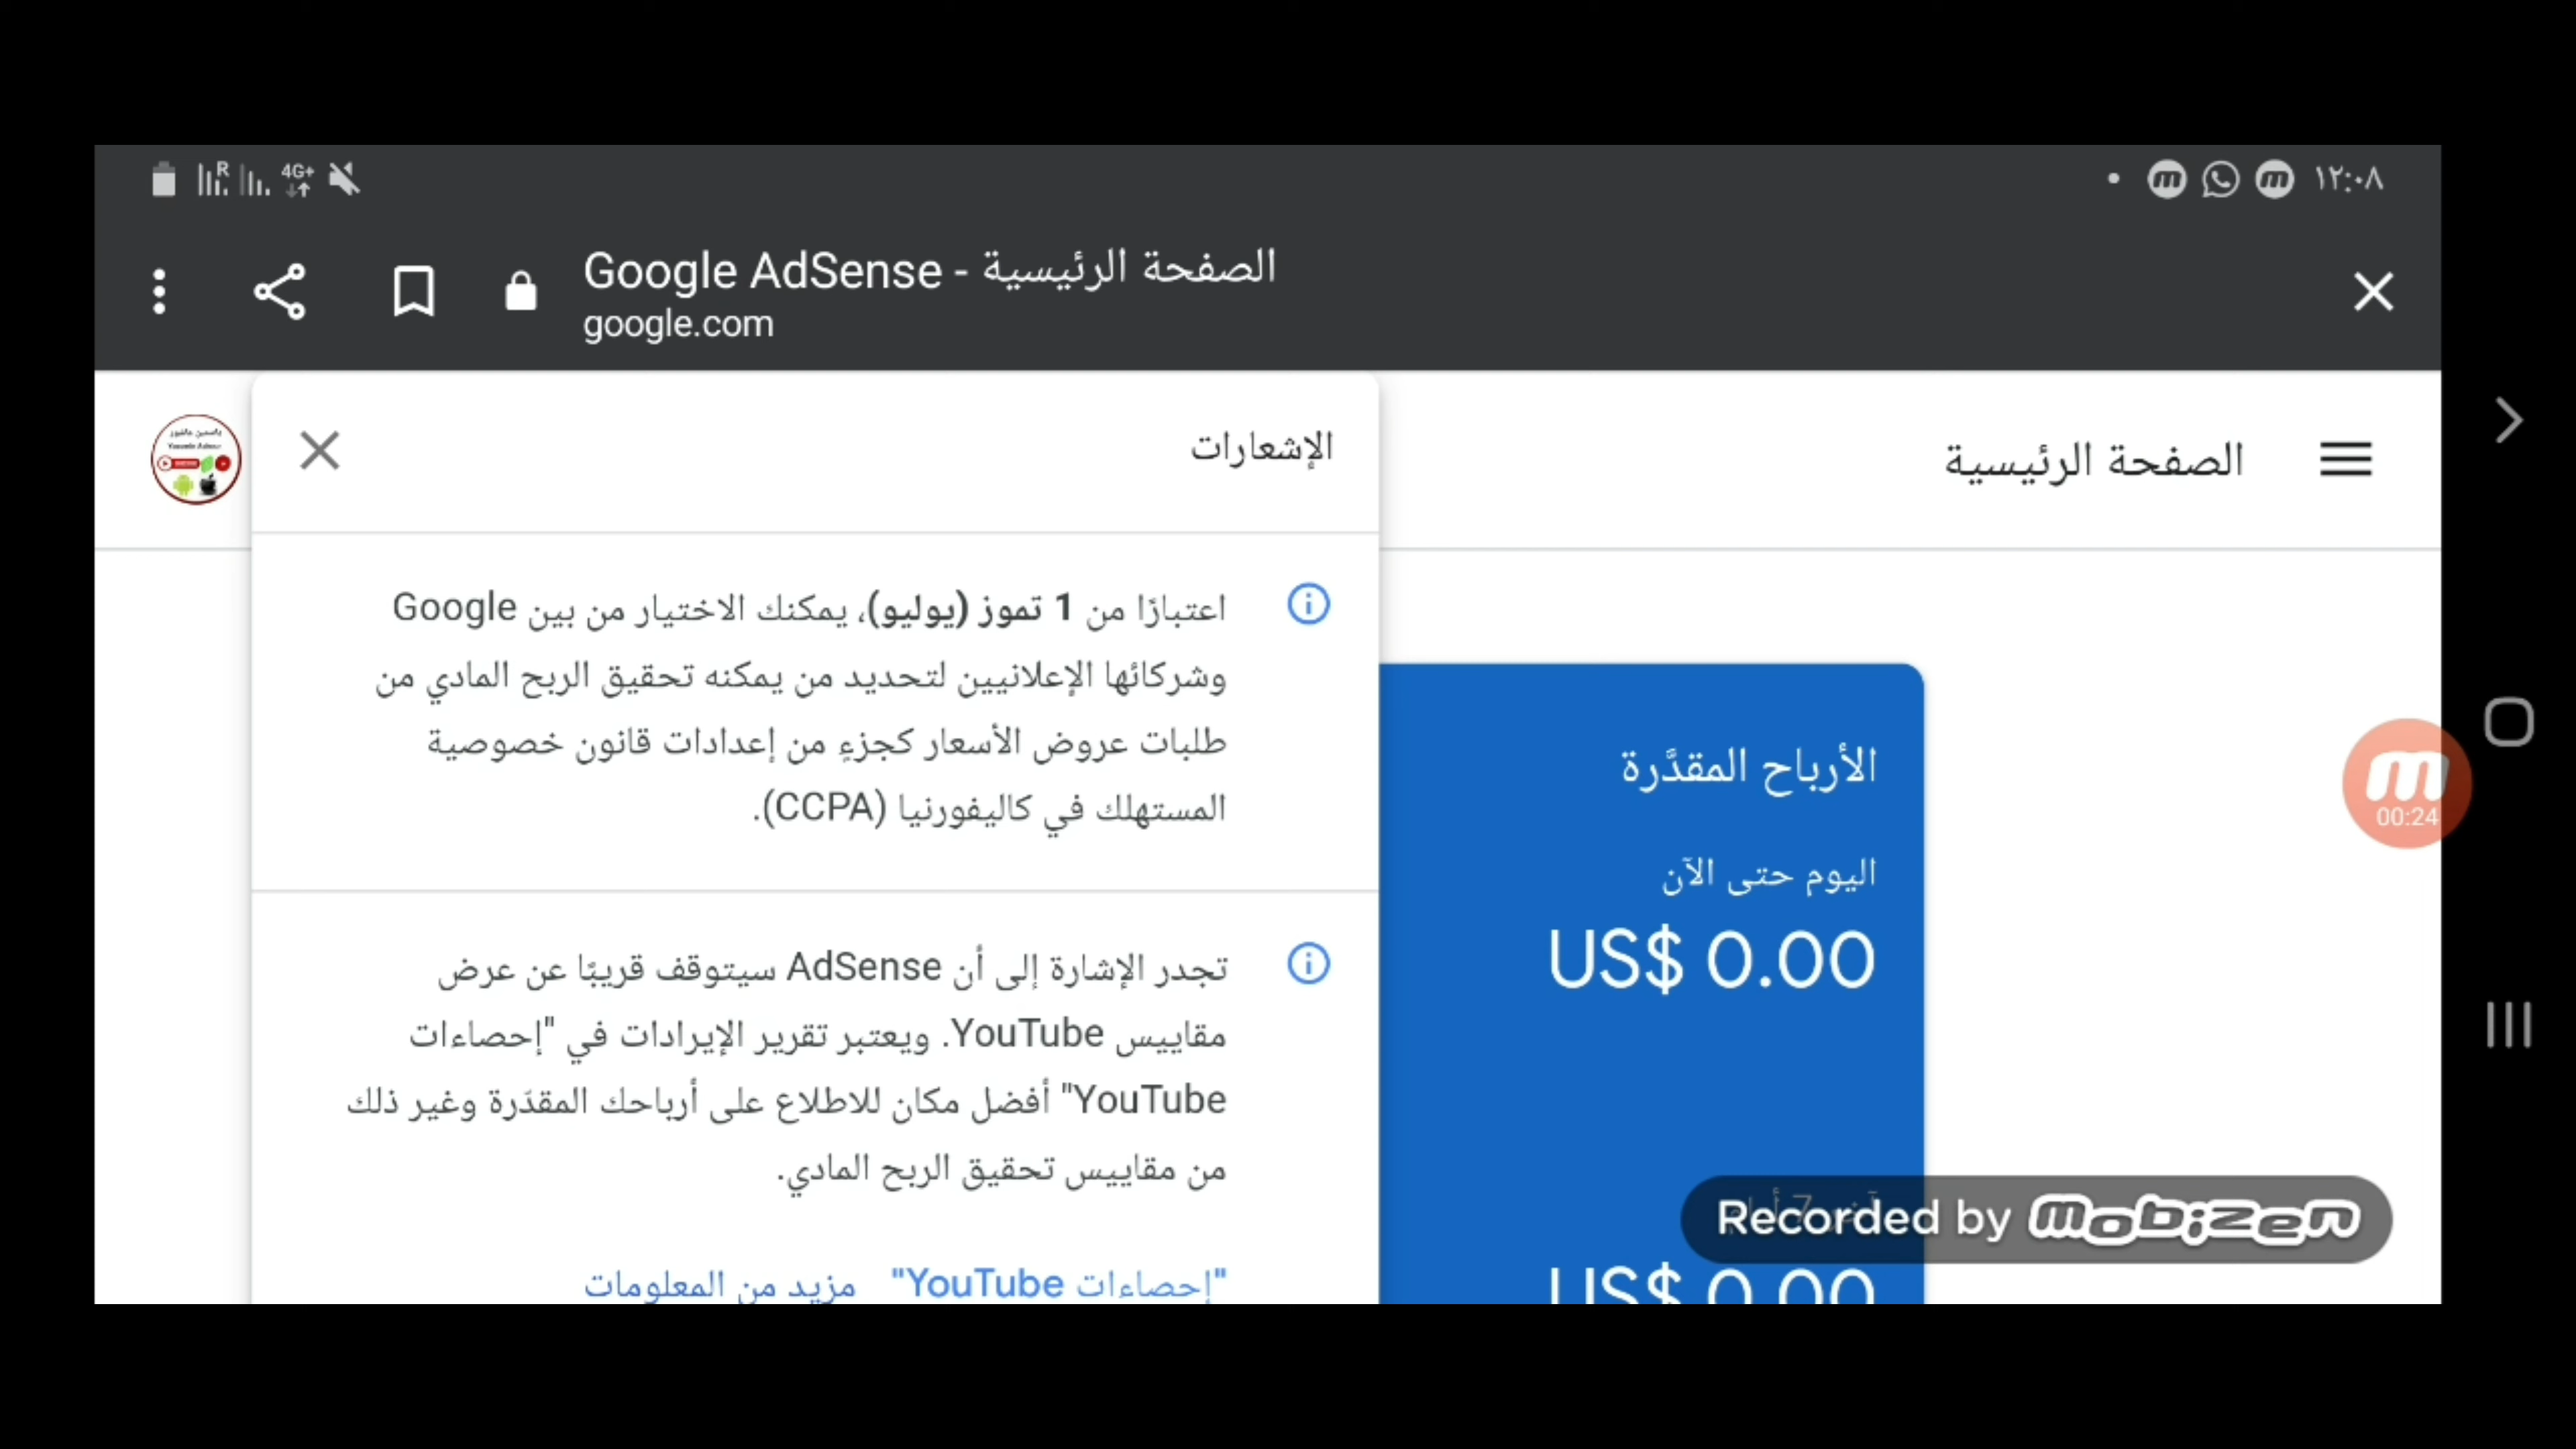 4G+
R
١٢:٠٨
Google AdSense - الصفحة الرئيسية
google.com
الصفحة الرئيسية
الإشعارات
اعتبارًا من 1 تموز (يوليو)، يمكنك الاختيار من بين Google
وشركائها الإعلانيين لتحديد من يمكنه تحقيق الربح المادي من
طلبات عروض الأسعار كجزءٍ من إعدادات قانون خصوصية
المستهلك في كاليفورنيا (CCPA).
تجدر الإشارة إلى أن AdSense سيتوقف قريبًا عن عرض
مقاييس YouTube. ويعتبر تقرير الإيرادات في "إحصاءات
YouTube" أفضل مكان للاطلاع على أرباحك المقدّرة وغير ذلك
من مقاييس تحقيق الربح المادي.
"إحصاءات YouTube" مزيد من المعلومات
الأرباح المقدَّرة
اليوم حتى الآن
US$ 0.00
US$ 0.00
00:24
Recorded by mobizen